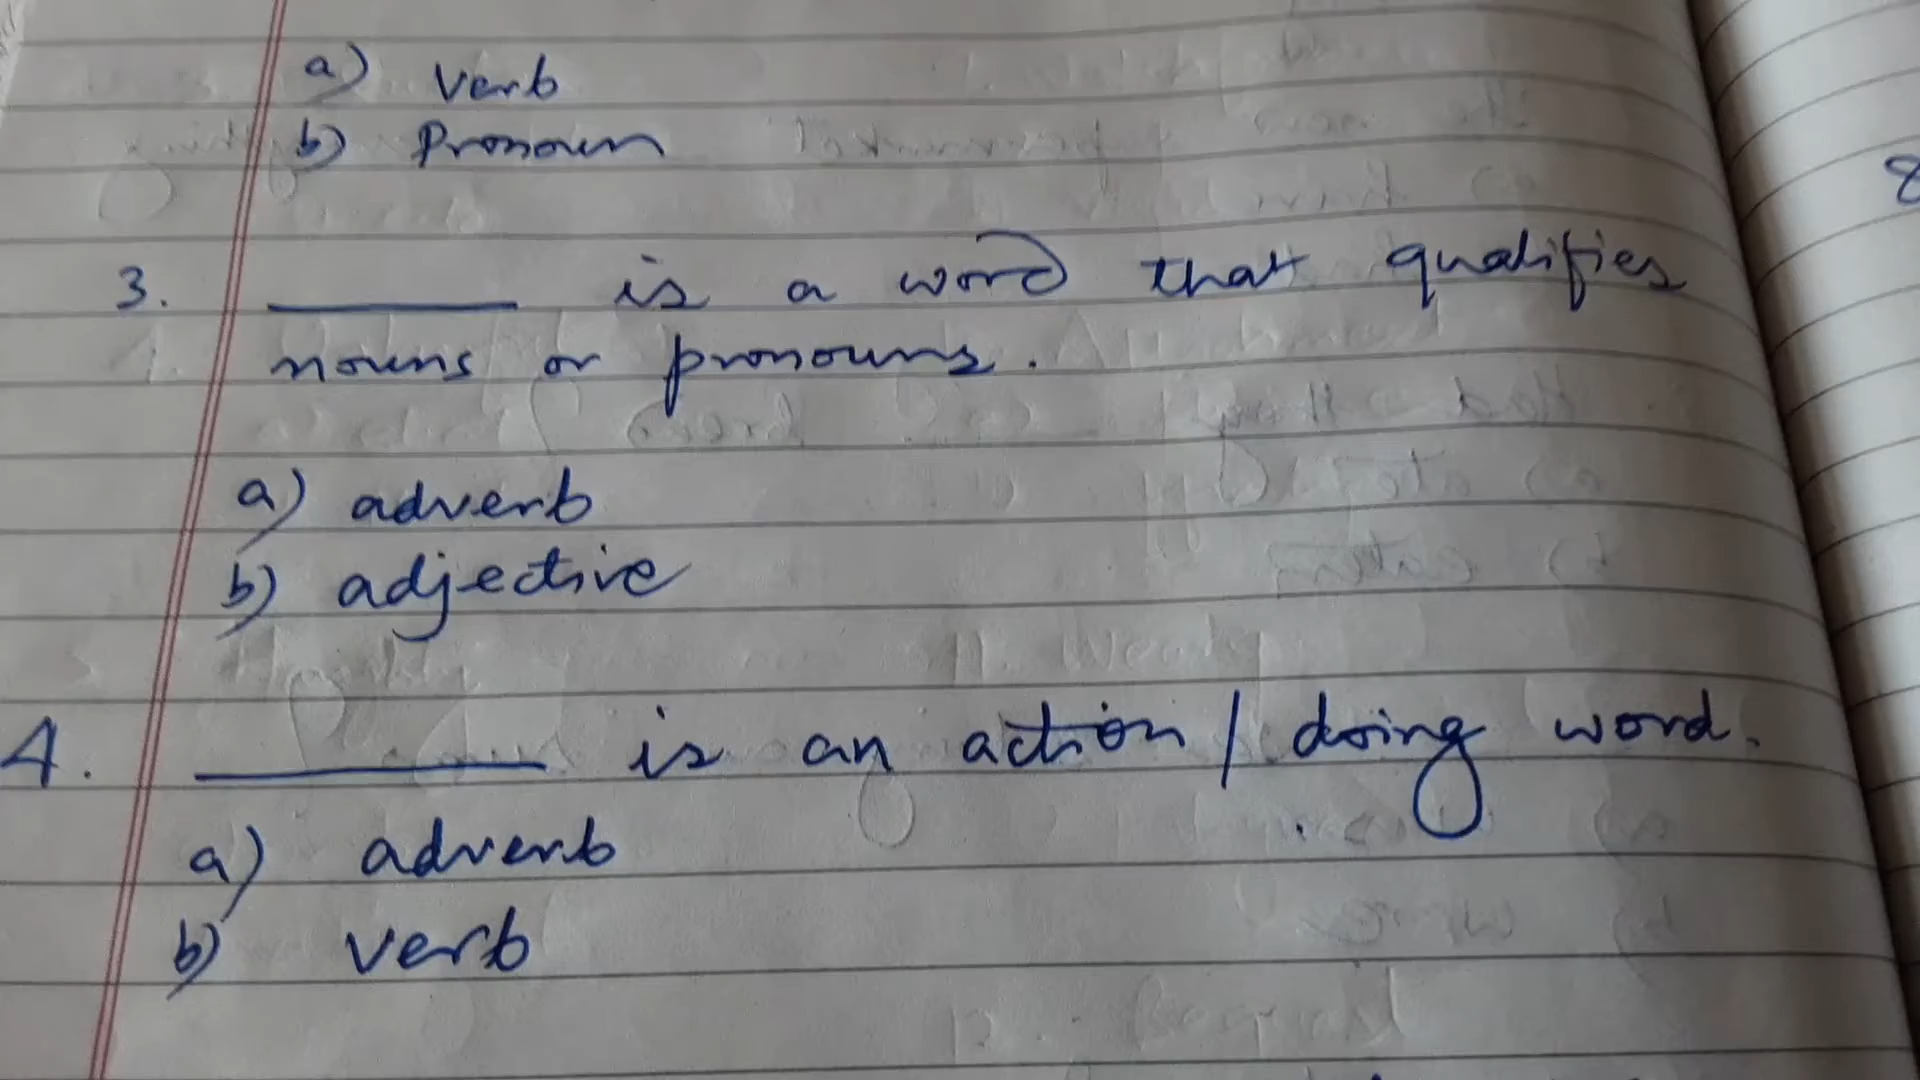 a) verb
b) Pronoun
3. ______ is a word that qualifies
nouns or pronouns.
a) adverb
b) adjective
4. ______ is an action / doing word.
a) adverb
b) verb
8